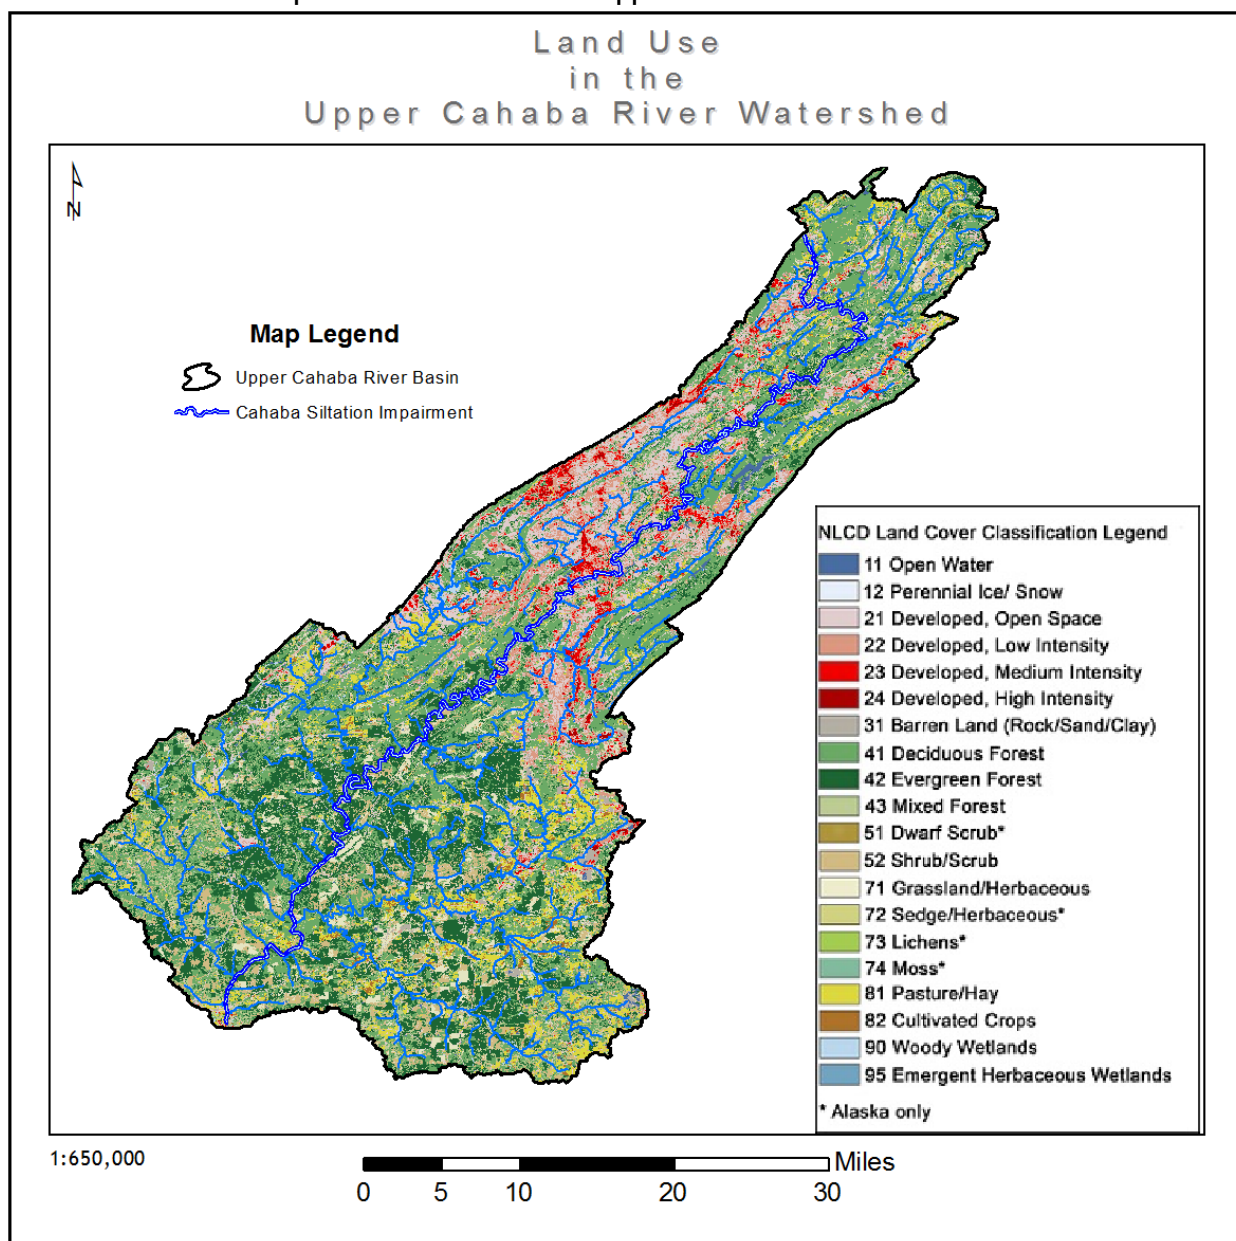 Land Use
in the
Upper Cahaba River Watershed
N
Map Legend
Upper Cahaba River Basin
Cahaba Siltation Impairment
NLCD Land Cover Classification Legend
11 Open Water
12 Perennial Ice/ Snow
21 Developed, Open Space
22 Developed, Low Intensity
23 Developed, Medium Intensity
24 Developed, High Intensity
31 Barren Land (Rock/Sand/Clay)
41 Deciduous Forest
42 Evergreen Forest
43 Mixed Forest
51 Dwarf Scrub*
52 Shrub/Scrub
71 Grassland/Herbaceous
72 Sedge/Herbaceous*
73 Lichens*
74 Moss*
81 Pasture/Hay
82 Cultivated Crops
90 Woody Wetlands
95 Emergent Herbaceous Wetlands
* Alaska only
1:650,000
Miles
0 5 10 20 30